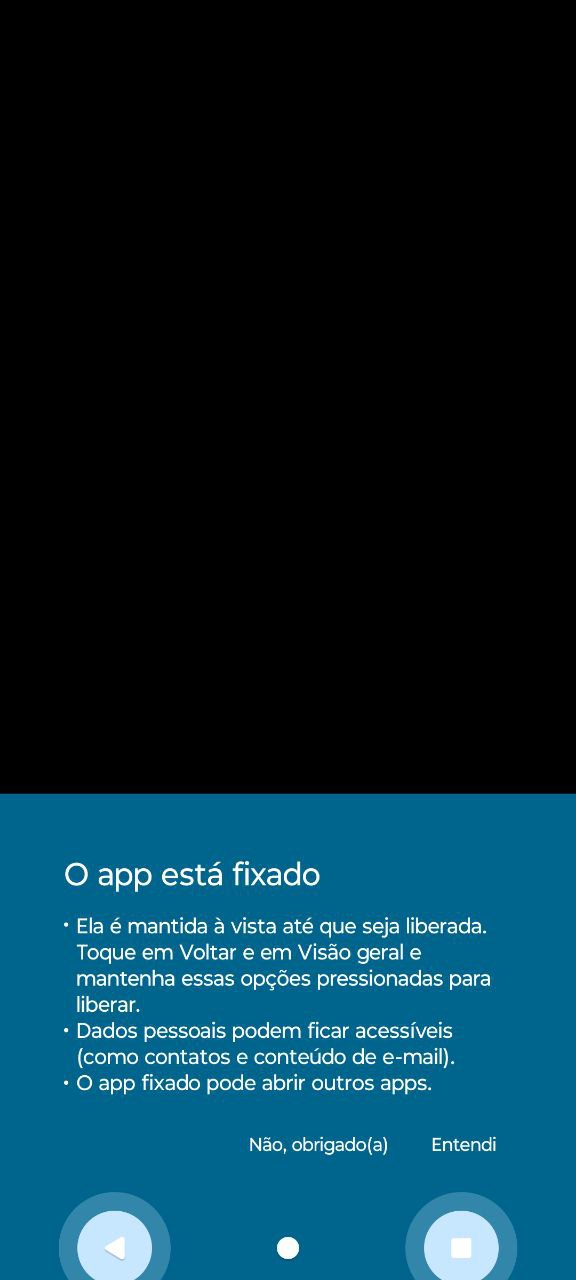 O app está fixado
• Ela é mantida à vista até que seja liberada.
Toque em Voltar e em Visão geral e
mantenha essas opções pressionadas para
liberar.
• Dados pessoais podem ficar acessíveis
(como contatos e conteúdo de e-mail).
• O app fixado pode abrir outros apps.
Não, obrigado(a) Entendi